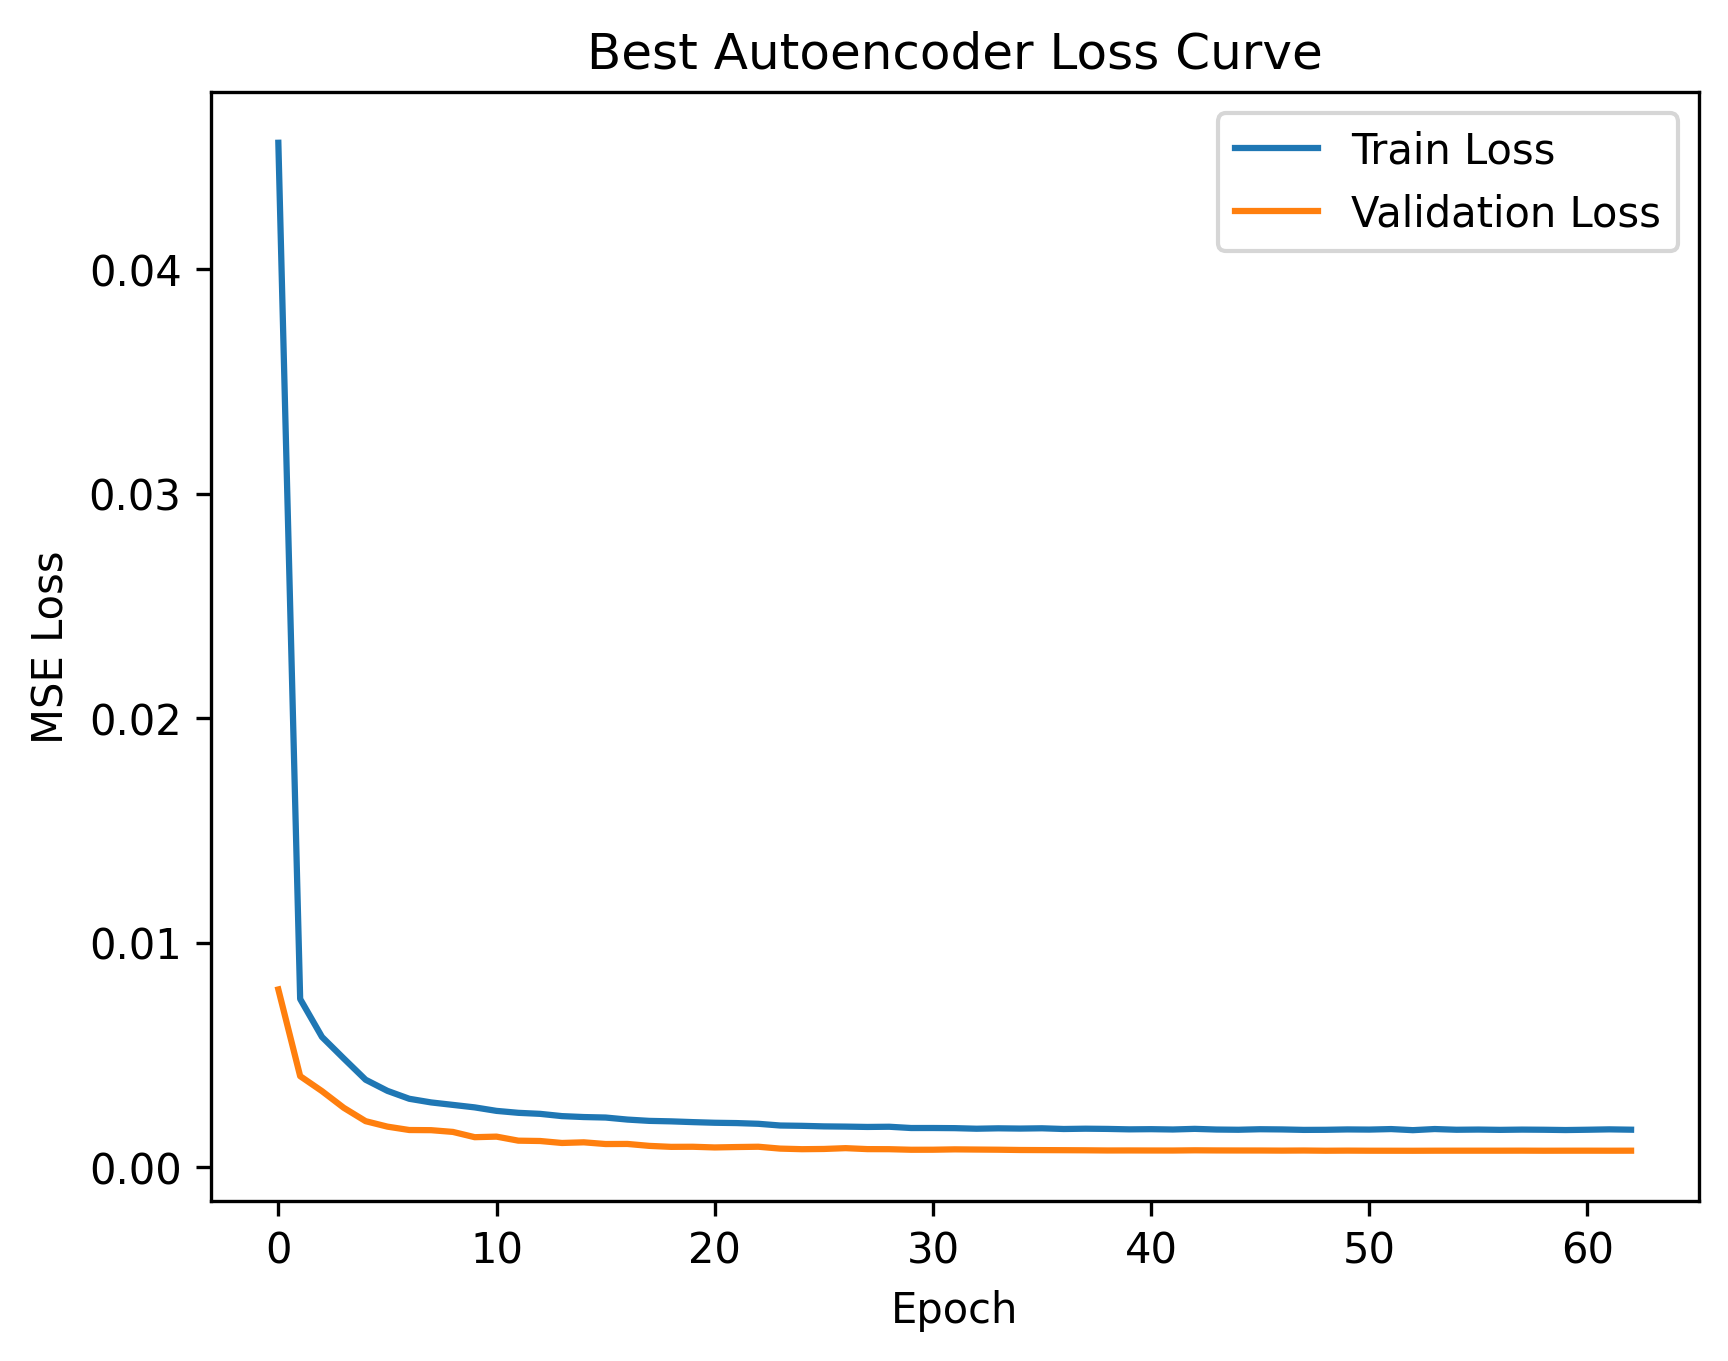 Best Autoencoder Loss Curve
Train Loss
Validation Loss
MSE Loss
0.04
0.03
0.02
0.01
0.00
0 10 20 30 40 50 60
Epoch